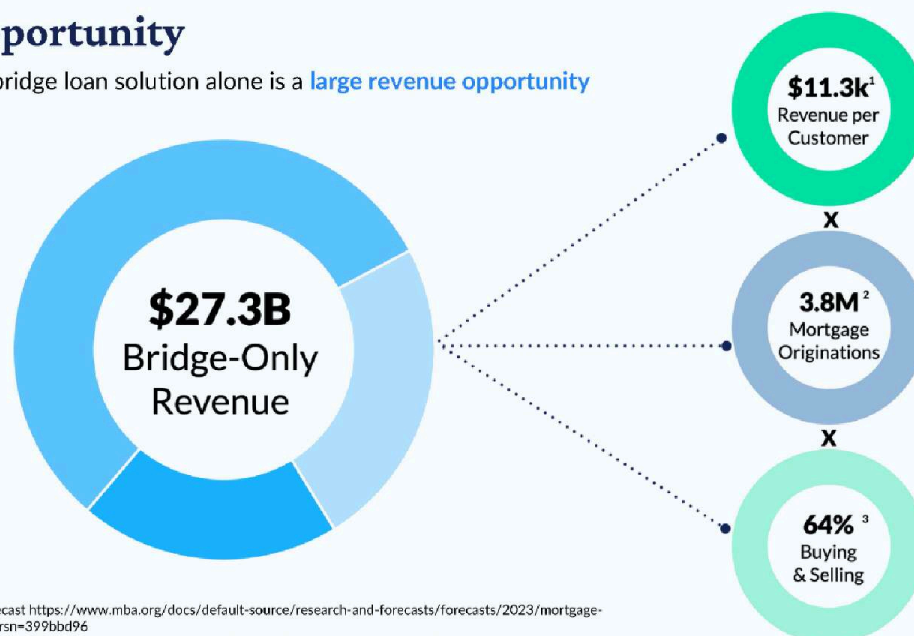 portunity
bridge loan solution alone is a large revenue opportunity
$27.3B
Bridge-Only
Revenue
$11.3k¹
Revenue per
Customer
X
3.8M ²
Mortgage
Originations
X
64% ³
Buying
& Selling
ecast https://www.mba.org/docs/default-source/research-and-forecasts/forecasts/2023/mortgage-
rsn=399bbd96